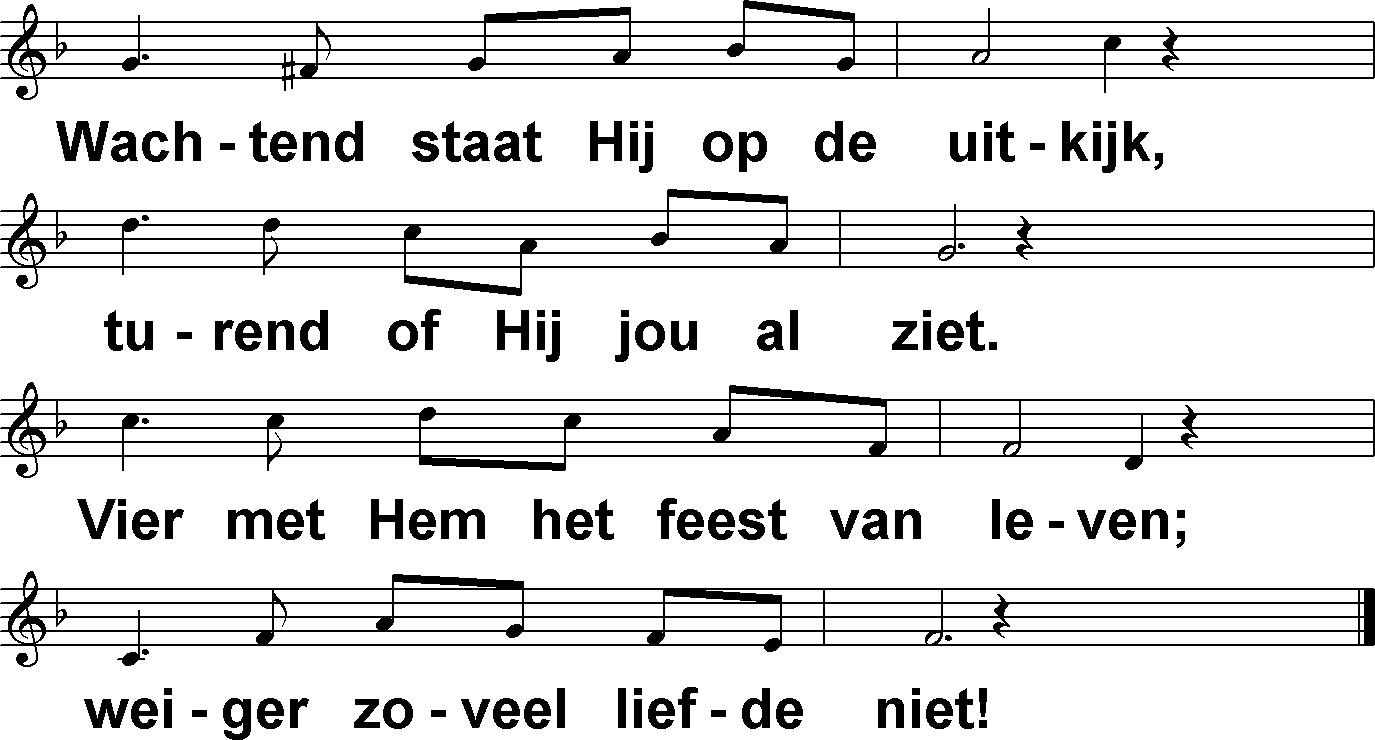 Wach - tend staat Hij op de uit - kijk,
tu - rend of Hij jou al ziet.
Vier met Hem het feest van le - ven;
wei - ger zo - veel lief - de niet!